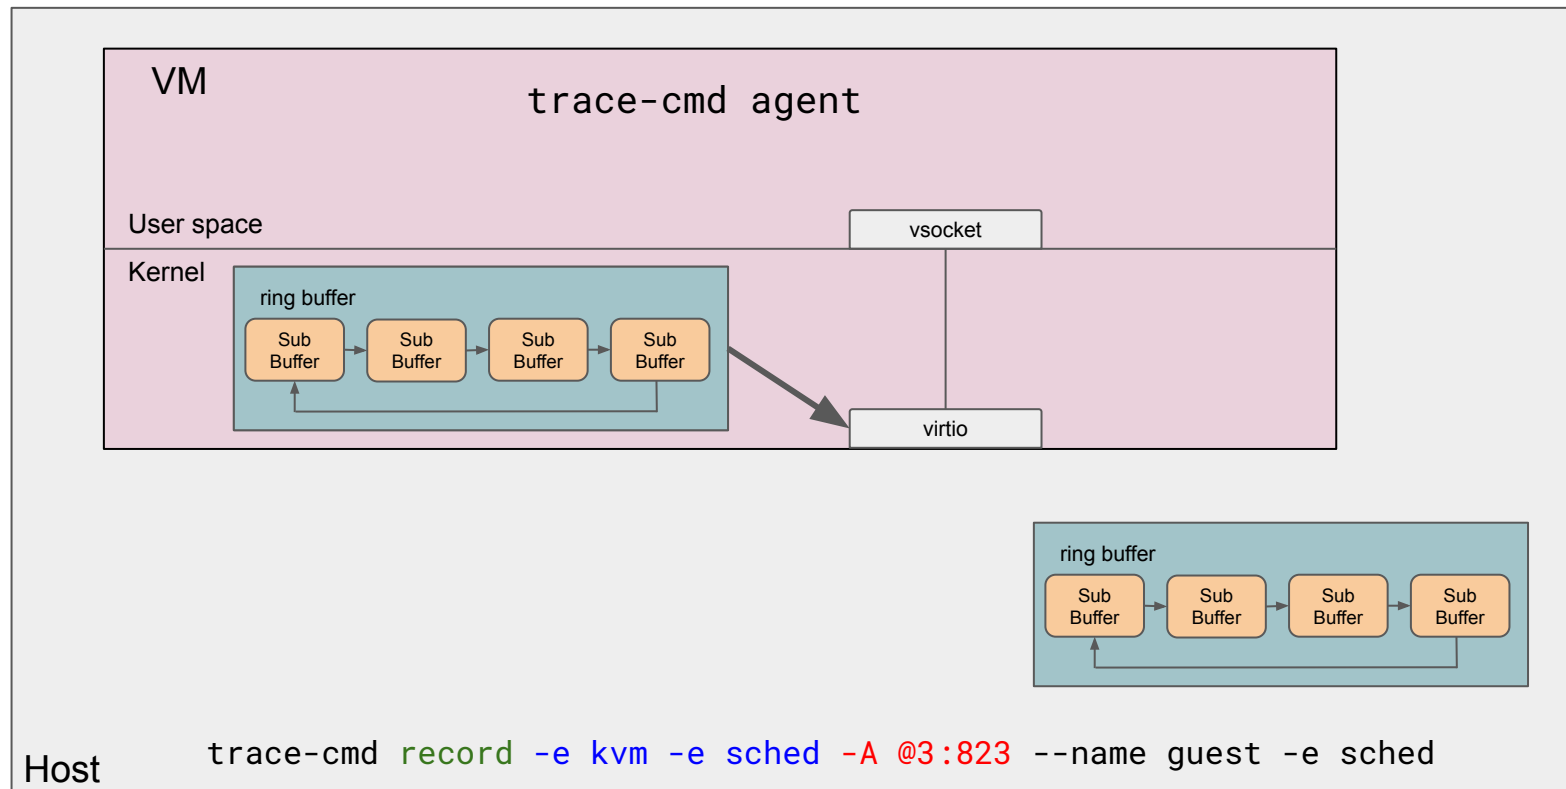 VM
trace-cmd agent
User space
vsocket
Kernel
ring buffer
Sub
Buffer
Sub
Buffer
Sub
Buffer
Sub
Buffer
virtio
ring buffer
Sub
Buffer
Sub
Buffer
Sub
Buffer
Sub
Buffer
trace-cmd record -e kvm -e sched -A @3:823 --name guest -e sched
Host